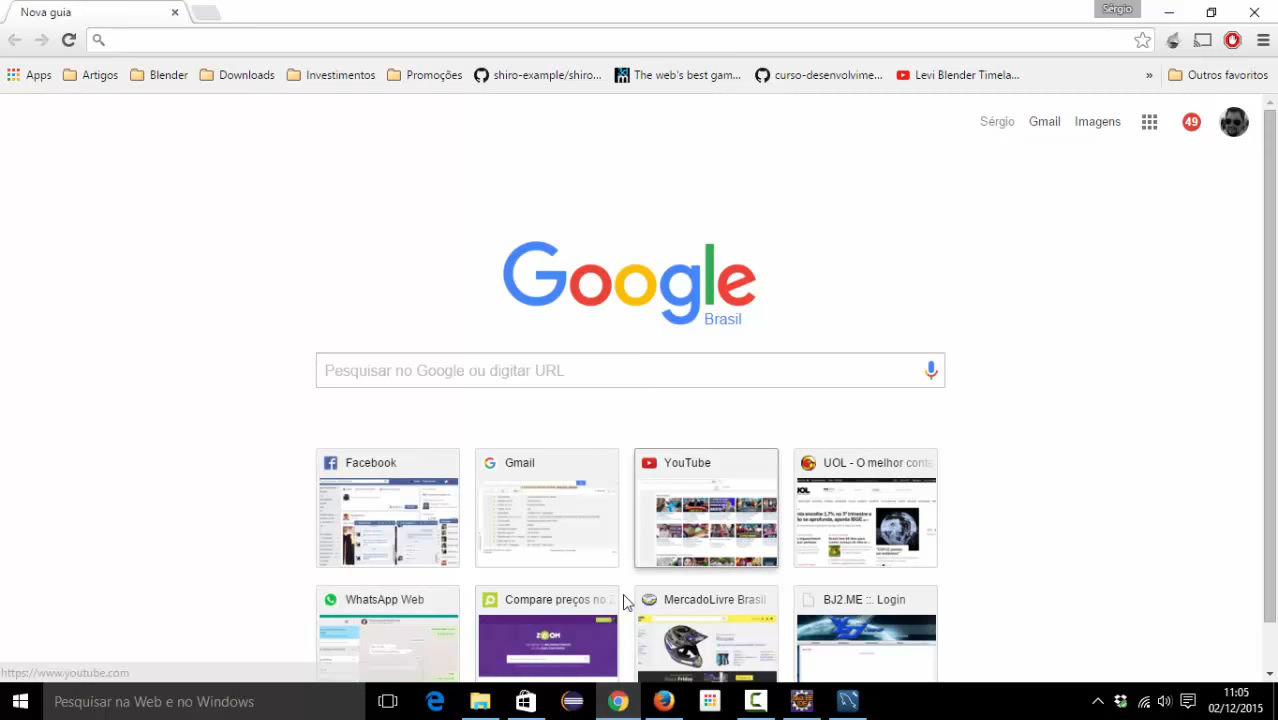 Nova guia
Sérgio
Apps
Artigos
Blender
Downloads
Investimentos
Promoções
shiro-example/shiro...
The web's best gam...
curso-desenvolvime...
Levi Blender Timela...
»
Outros favoritos
Sérgio
Gmail
Imagens
49
Google
Brasil
Pesquisar no Google ou digitar URL
Facebook
Gmail
YouTube
UOL - O melhor conte
WhatsApp Web
Compare preços no Z
MercadoLivre Brasil
BJ2.ME ::. Login
ZOOM
https://www.youtube.com
Pesquisar na Web e no Windows
11:05
02/12/2015